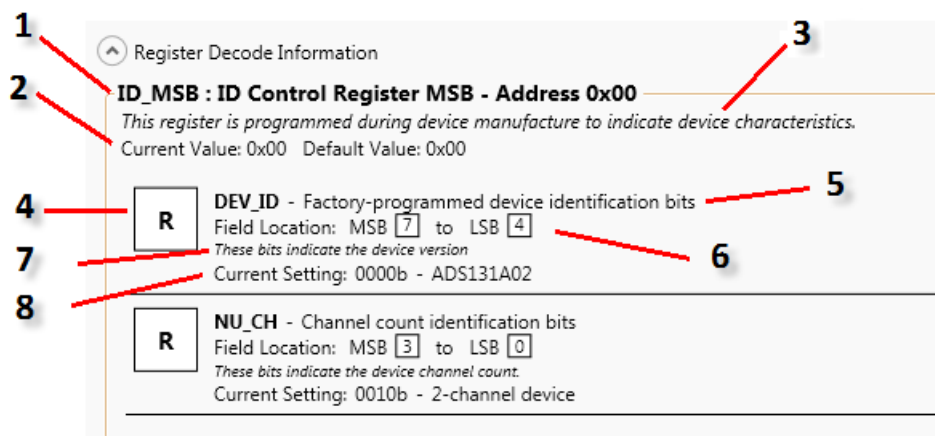 1
3
Register Decode Information
2
ID_MSB : ID Control Register MSB - Address 0x00
This register is programmed during device manufacture to indicate device characteristics.
Current Value: 0x00 Default Value: 0x00
4
R
DEV_ID - Factory-programmed device identification bits
5
Field Location: MSB 7 to LSB 4
6
7
These bits indicate the device version
8
Current Setting: 0000b - ADS131A02
R
NU_CH - Channel count identification bits
Field Location: MSB 3 to LSB 0
These bits indicate the device channel count.
Current Setting: 0010b - 2-channel device